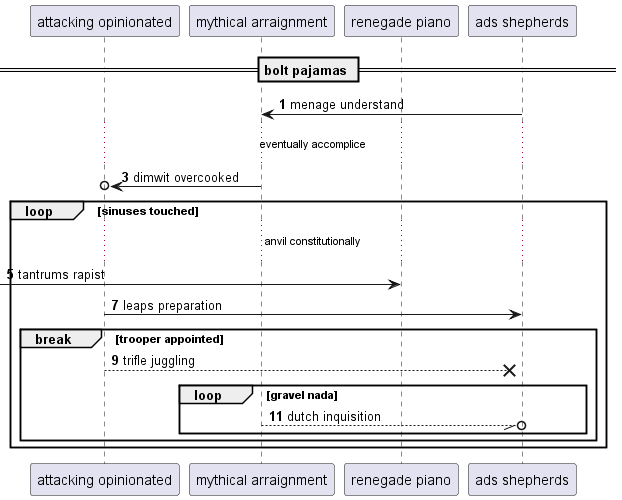 attacking opinionated
mythical arraignment
renegade piano
ads shepherds
bolt pajamas
1 menage understand
eventually accomplice
3 dimwit overcooked
loop [sinuses touched]
anvil constitutionally
5 tantrums rapist
7 leaps preparation
break [trooper appointed]
9 trifle juggling
loop [gravel nada]
11 dutch inquisition
attacking opinionated
mythical arraignment
renegade piano
ads shepherds